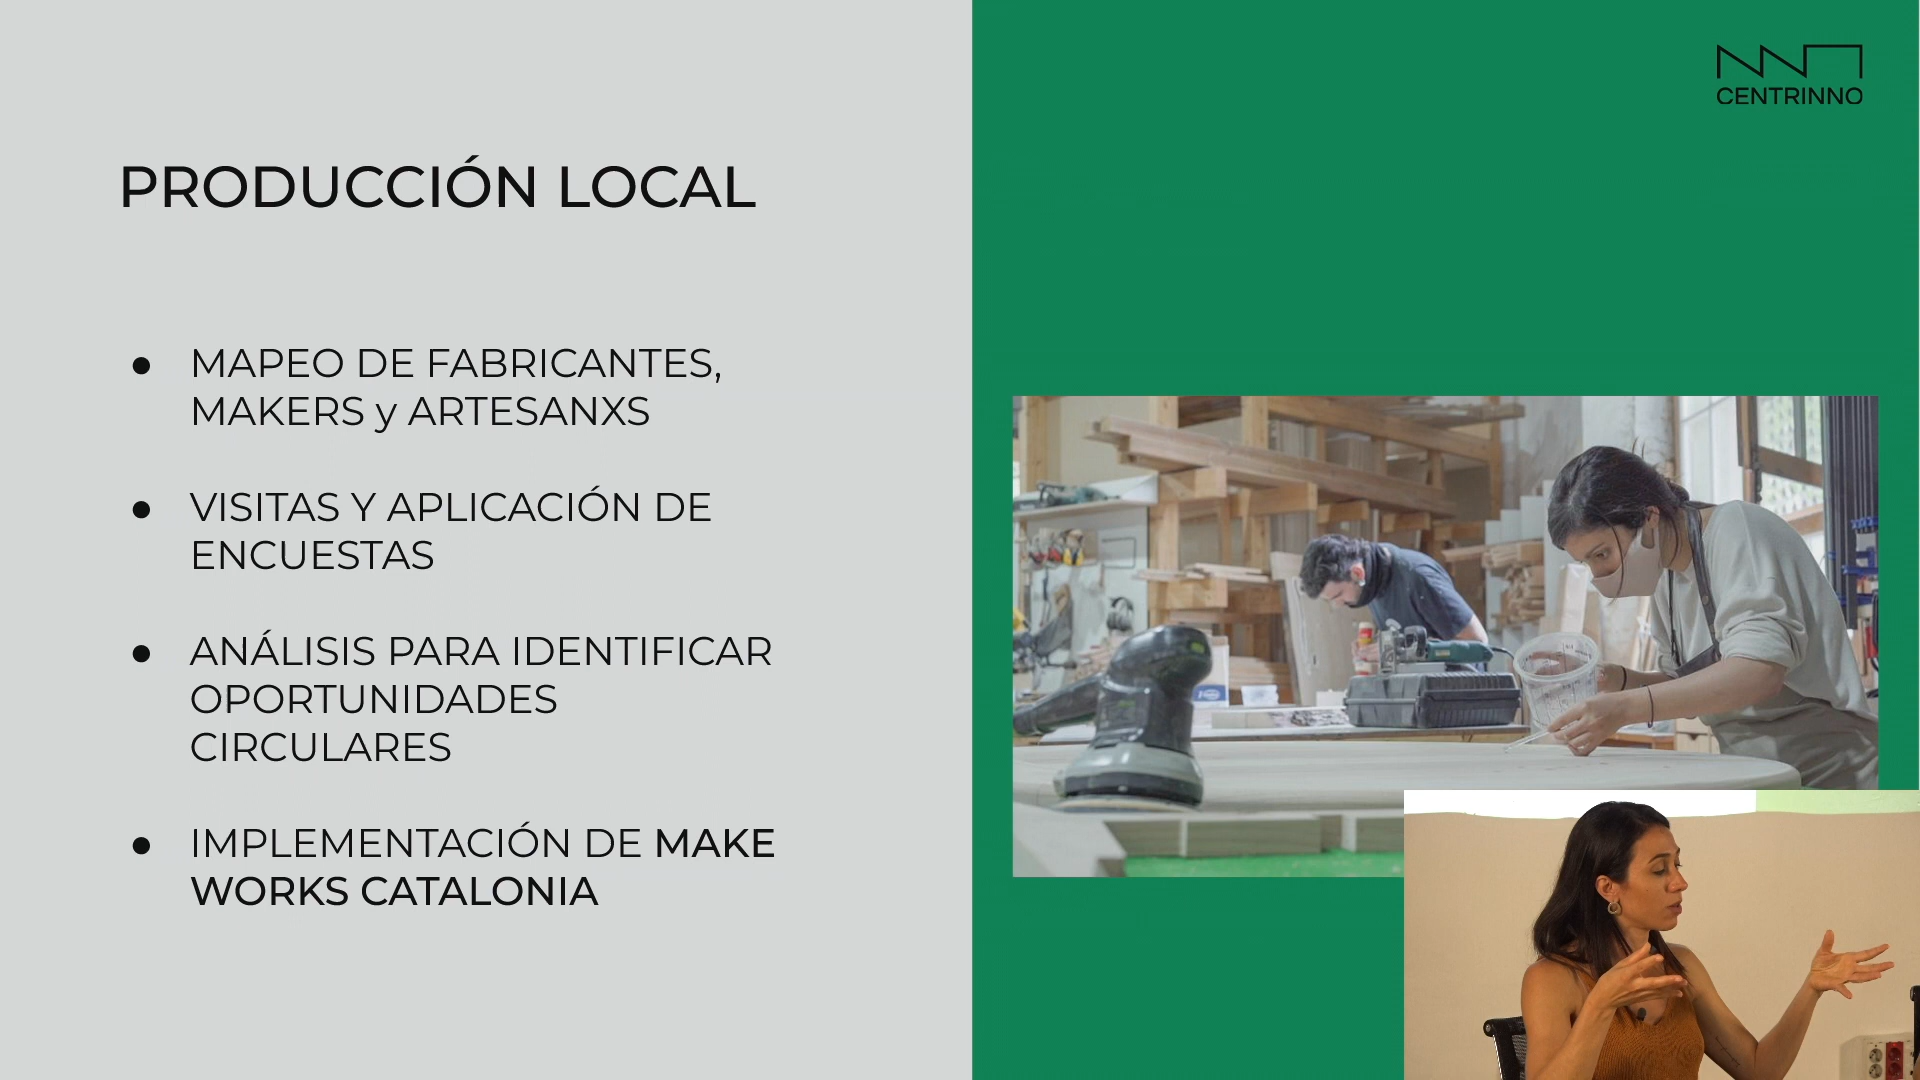 CENTRINNO
PRODUCCIÓN LOCAL
● MAPEO DE FABRICANTES,
MAKERS y ARTESANXS
● VISITAS Y APLICACIÓN DE
ENCUESTAS
● ANÁLISIS PARA IDENTIFICAR
OPORTUNIDADES
CIRCULARES
● IMPLEMENTACIÓN DE MAKE
WORKS CATALONIA